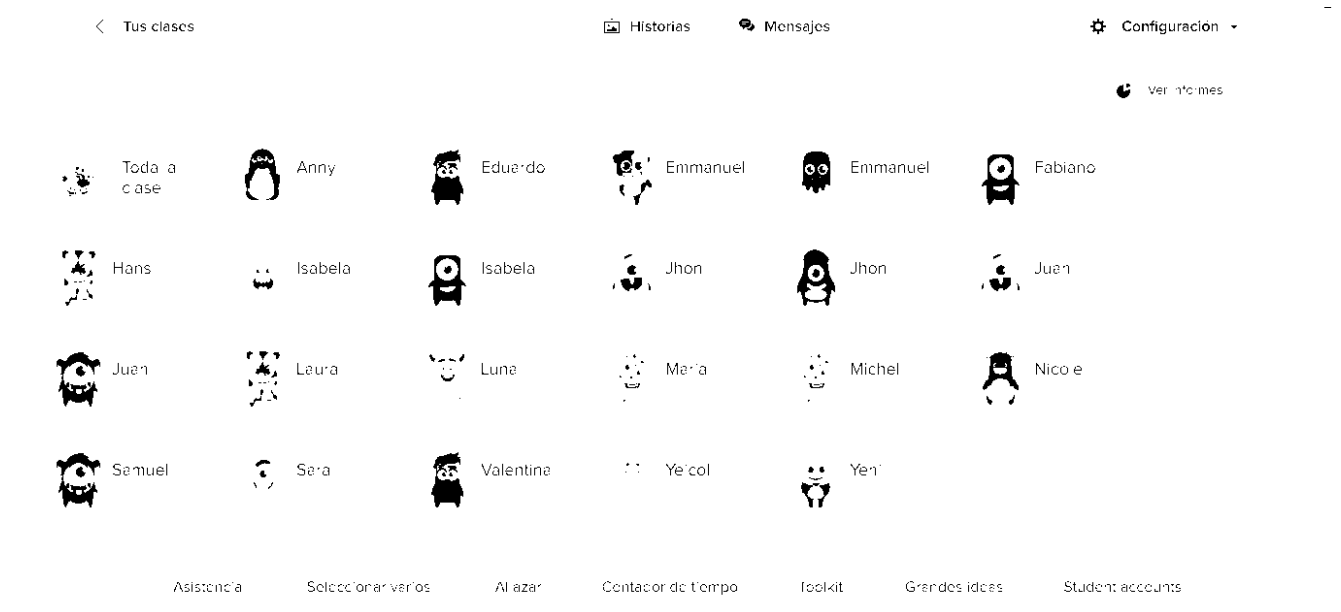 Tus clases
Historias
Mensajes
Configuración
Ver informes
Toda la
clase
Anny
Eduardo
Emmanuel
Emmanuel
Fabiano
Hans
Isabela
Isabela
Jhon
Jhon
Juan
Juan
Laura
Luna
María
Michel
Nicole
Samuel
Sara
Valentina
Yeicol
Yeni
Asistencia
Seleccionar varios
Al azar
Contador de tiempo
Toolkit
Grandes ideas
Student accounts